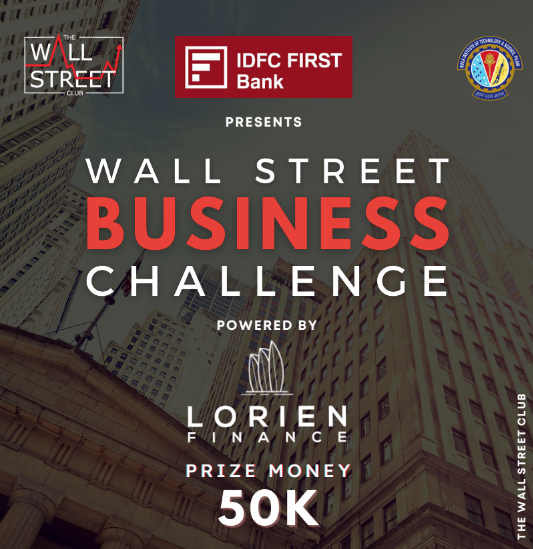 THE
WALL
STREET
CLUB
IDFC FIRST
Bank
PRESENTS
WALL STREET
BUSINESS
CHALLENGE
POWERED BY
LORIEN
FINANCE
PRIZE MONEY
50K
THE WALL STREET CLUB